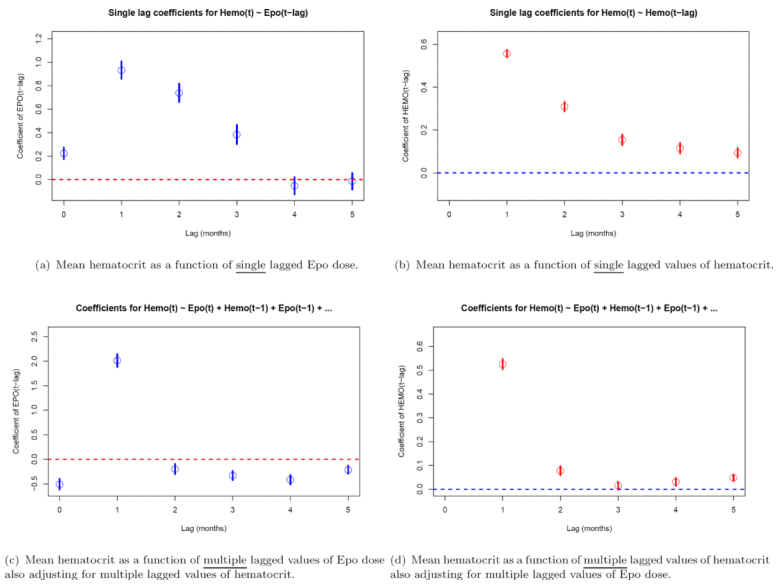 Single lag coefficients for Hemo(t) ~ Epo(t−lag)
Coefficient of EPO(t−lag)
1.2
1.0
0.8
0.6
0.4
0.2
0.0
0 1 2 3 4 5
Lag (months)
(a) Mean hematocrit as a function of single lagged Epo dose.
Single lag coefficients for Hemo(t) ~ Hemo(t−lag)
Coefficient of HEMO(t−lag)
0.6
0.4
0.2
0.0
0 1 2 3 4 5
Lag (months)
(b) Mean hematocrit as a function of single lagged values of hematocrit.
Coefficients for Hemo(t) ~ Epo(t) + Hemo(t−1) + Epo(t−1) + ...
Coefficient of EPO(t−lag)
2.5
2.0
1.5
1.0
0.5
0.0
−0.5
0 1 2 3 4 5
Lag (months)
(c) Mean hematocrit as a function of multiple lagged values of Epo dose
also adjusting for multiple lagged values of hematocrit.
Coefficients for Hemo(t) ~ Epo(t) + Hemo(t−1) + Epo(t−1) + ...
Coefficient of HEMO(t−lag)
0.6
0.5
0.4
0.3
0.2
0.1
0.0
0 1 2 3 4 5
Lag (months)
(d) Mean hematocrit as a function of multiple lagged values of hematocrit
also adjusting for multiple lagged values of Epo dose.